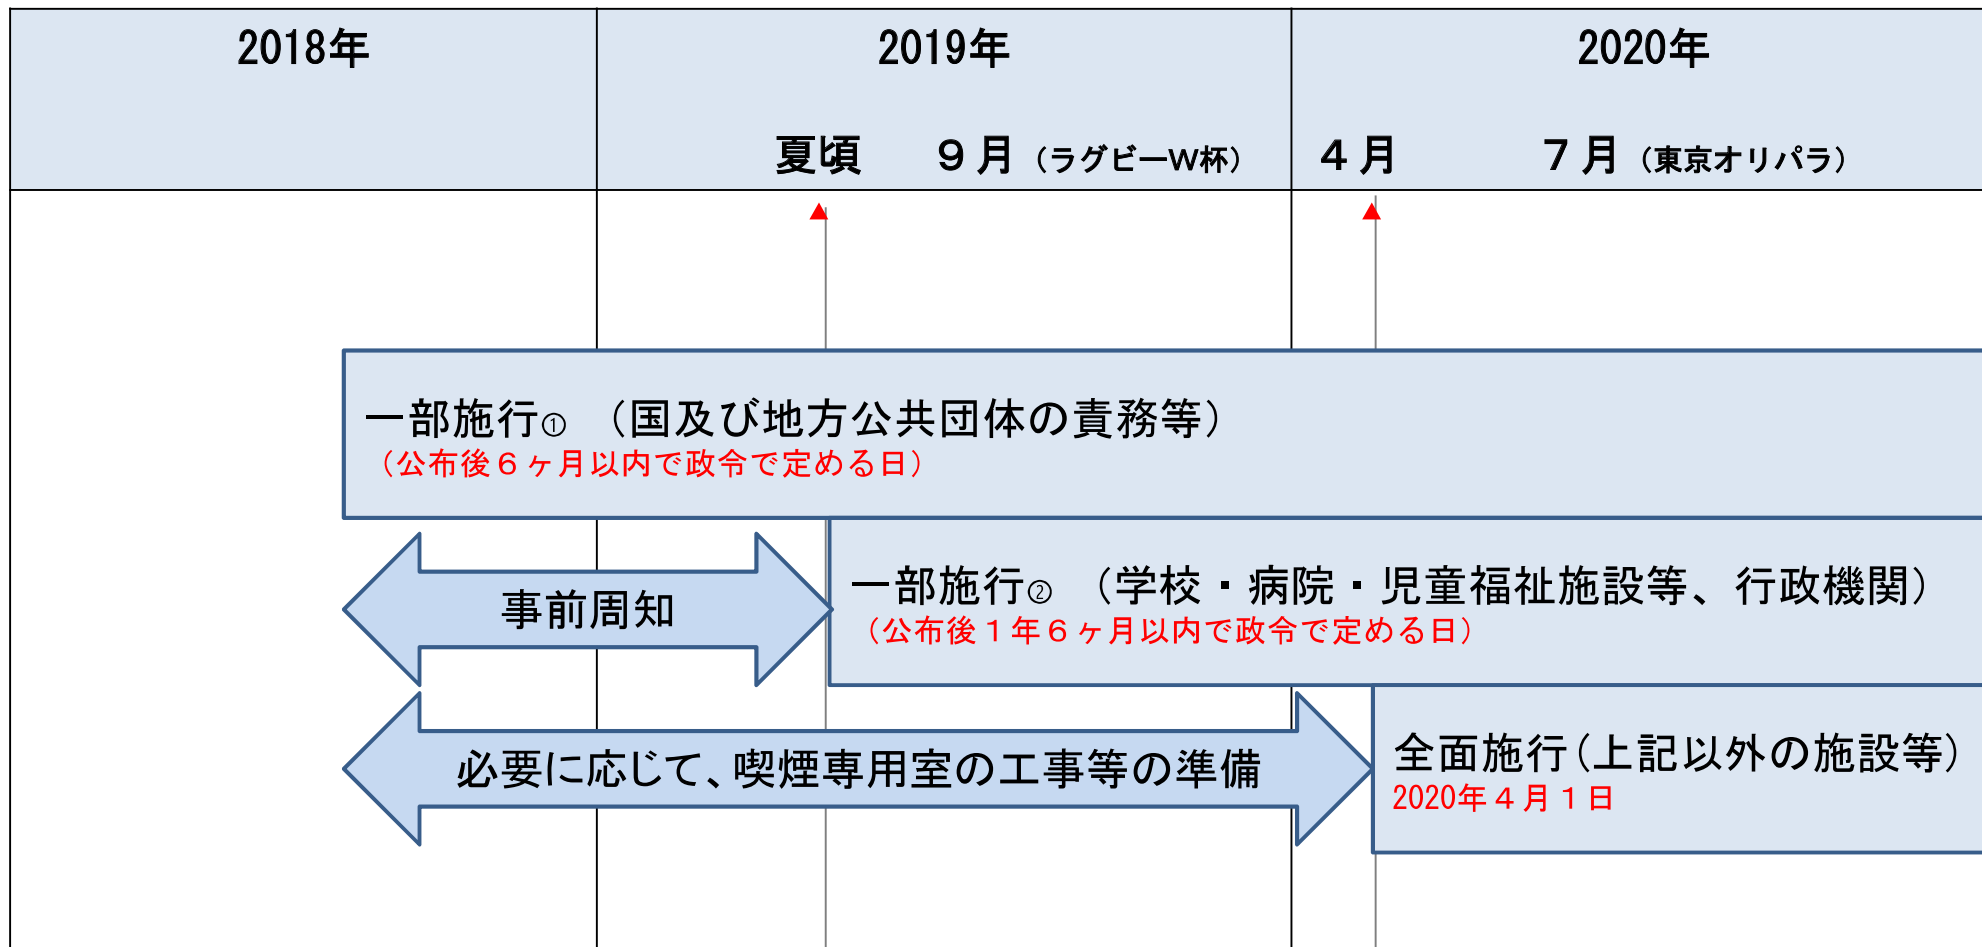 2018年
2019年
2020年
夏頃 ９月（ラグビーＷ杯）
４月 ７月（東京オリパラ）
一部施行① （国及び地方公共団体の責務等）
（公布後６ヶ月以内で政令で定める日）
事前周知
一部施行② （学校・病院・児童福祉施設等、行政機関）
（公布後１年６ヶ月以内で政令で定める日）
必要に応じて、喫煙専用室の工事等の準備
全面施行（上記以外の施設等）
2020年４月１日